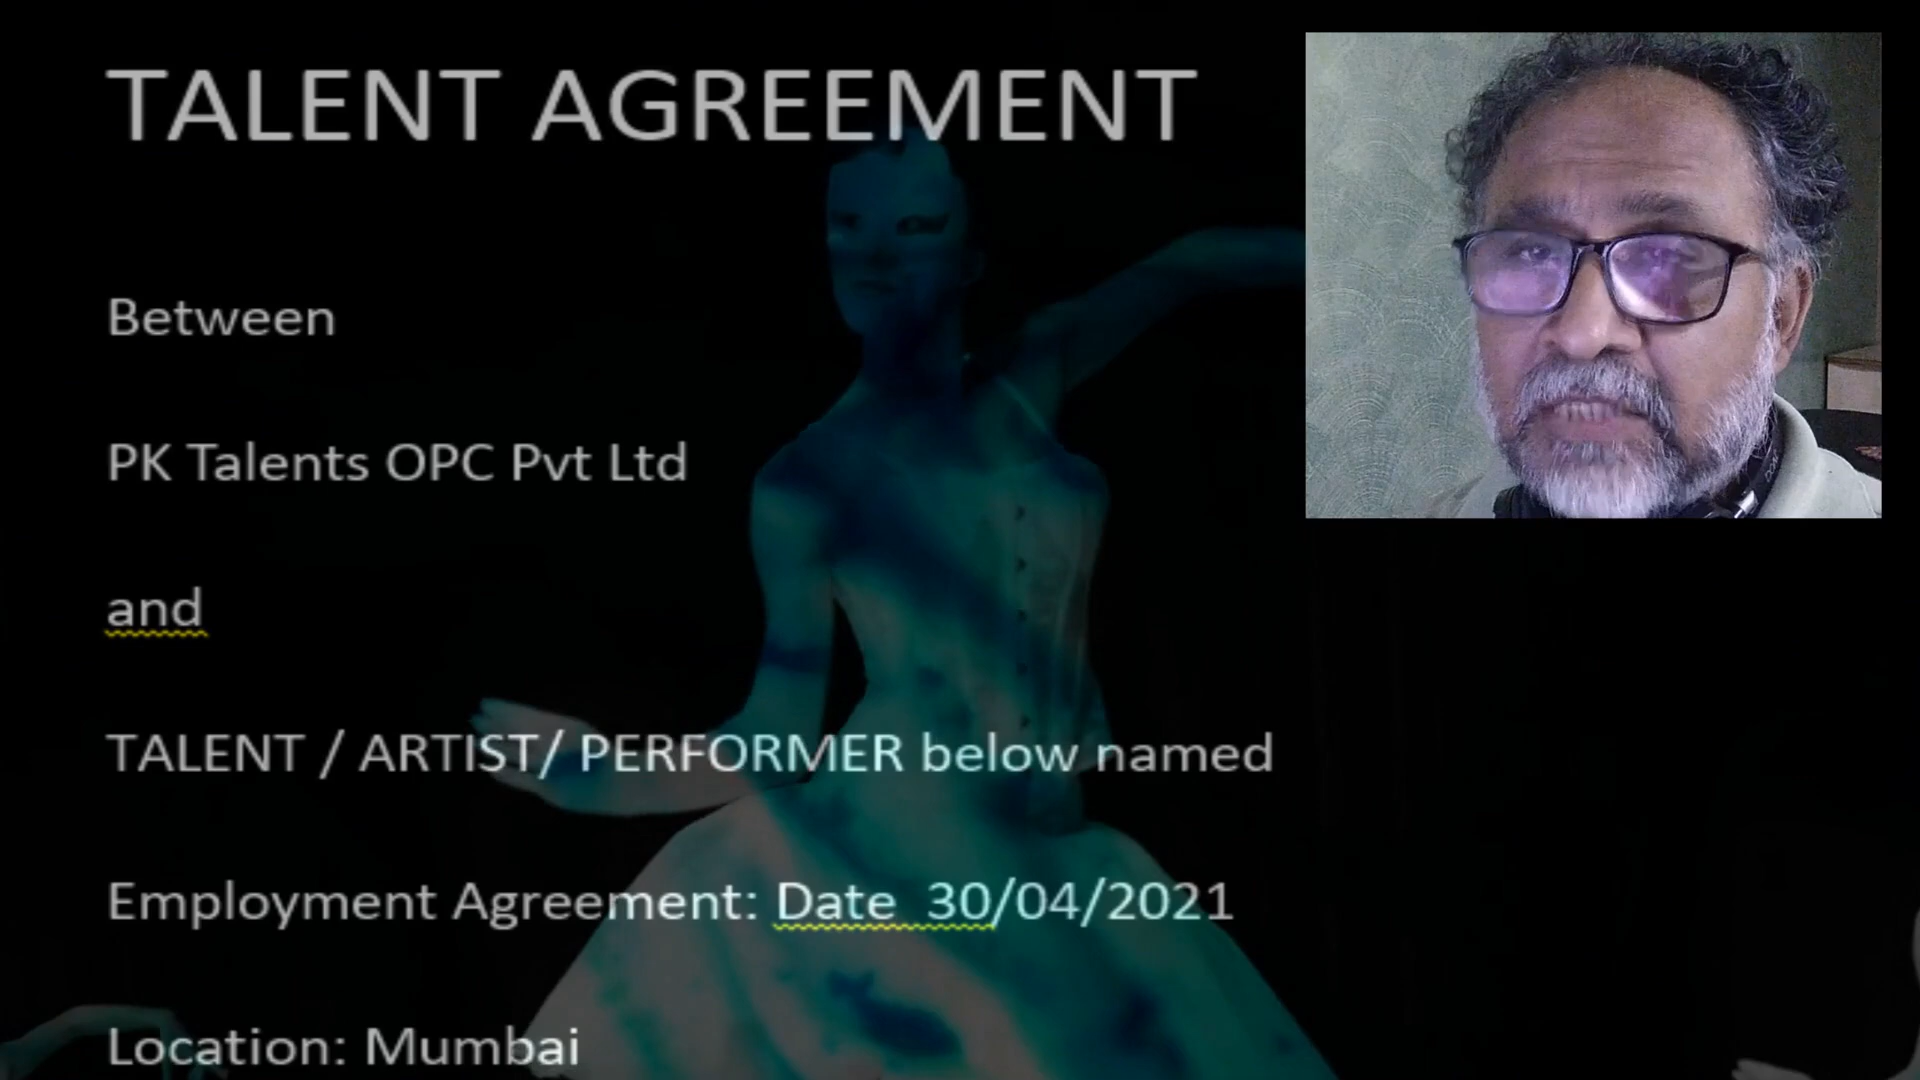 TALENT AGREEMENT
Between
PK Talents OPC Pvt Ltd
and
TALENT / ARTIST/ PERFORMER below named
Employment Agreement: Date  30/04/2021
Location: Mumbai